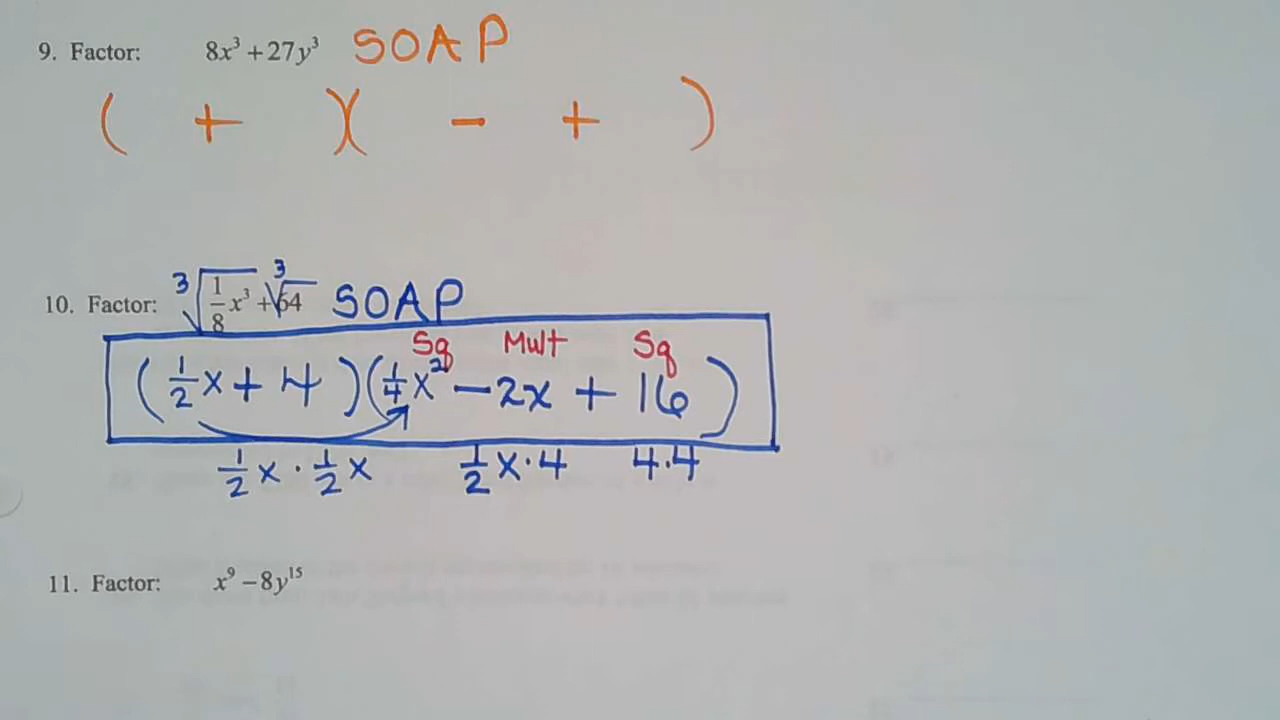 9. Factor: 8x³ + 27y³ SOAP
( + )( - + )
10. Factor: ∛(1/8 x³) + ∛64 SOAP
Sq Mult Sq
(1/2 x + 4)(1/4 x² - 2x + 16)
1/2 x · 1/2 x 1/2 x · 4 4 · 4
11. Factor: x⁹ - 8y¹⁵